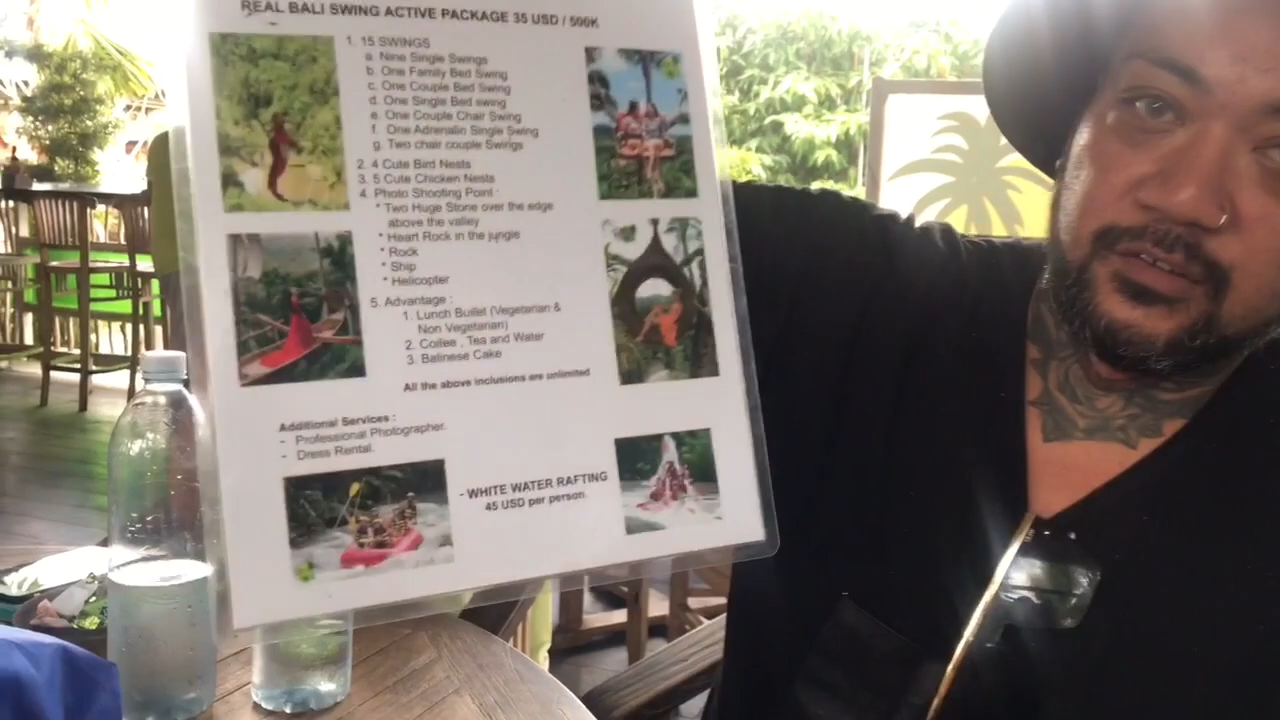 REAL BALI SWING ACTIVE PACKAGE 35 USD / 500K
1. 15 SWINGS
a. Nine Single Swings
b. One Family Bed Swing
c. One Couple Bed Swing
d. One Single Bed swing
e. One Couple Chair Swing
f. One Adrenalin Single Swing
g. Two chair couple Swings
2. 4 Cute Bird Nests
3. 5 Cute Chicken Nests
4. Photo Shooting Point :
* Two Huge Stone over the edge
above the valley
* Heart Rock in the jungle
* Rock
* Ship
* Helicopter
5. Advantage :
1. Lunch Buffet (Vegetarian &
Non Vegetarian)
2. Coffee , Tea and Water
3. Balinese Cake
All the above inclusions are unlimited
Additional Services :
- Professional Photographer.
- Dress Rental.
- WHITE WATER RAFTING
45 USD per person.